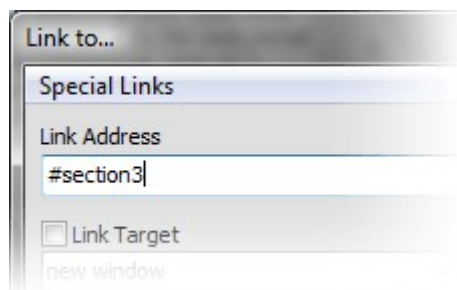 Link to...
Special Links
Link Address
#section3
Link Target
new window